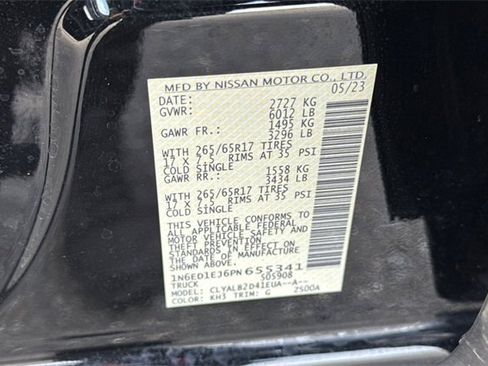 MFD BY NISSAN MOTOR CO., LTD.
DATE: 05/23
GVWR: 2727 KG
6012 LB
GAWR FR.: 1495 KG
3296 LB
WITH 265/65R17 TIRES
17 X 7.5 RIMS AT 35 PSI
COLD SINGLE
GAWR RR.: 1558 KG
3434 LB
WITH 265/65R17 TIRES
17 X 7.5 RIMS AT 35 PSI
COLD SINGLE
THIS VEHICLE CONFORMS TO
ALL APPLICABLE FEDERAL
MOTOR VEHICLE SAFETY
STANDARDS IN EFFECT ON
THE DATE OF MANUFACTURE
SHOWN ABOVE.
1N6ED1EJ6PN655341
TRUCK S05908
MODEL: CLYALB2D41EUA--A--
COLOR: KH3 TRIM: G 2500A